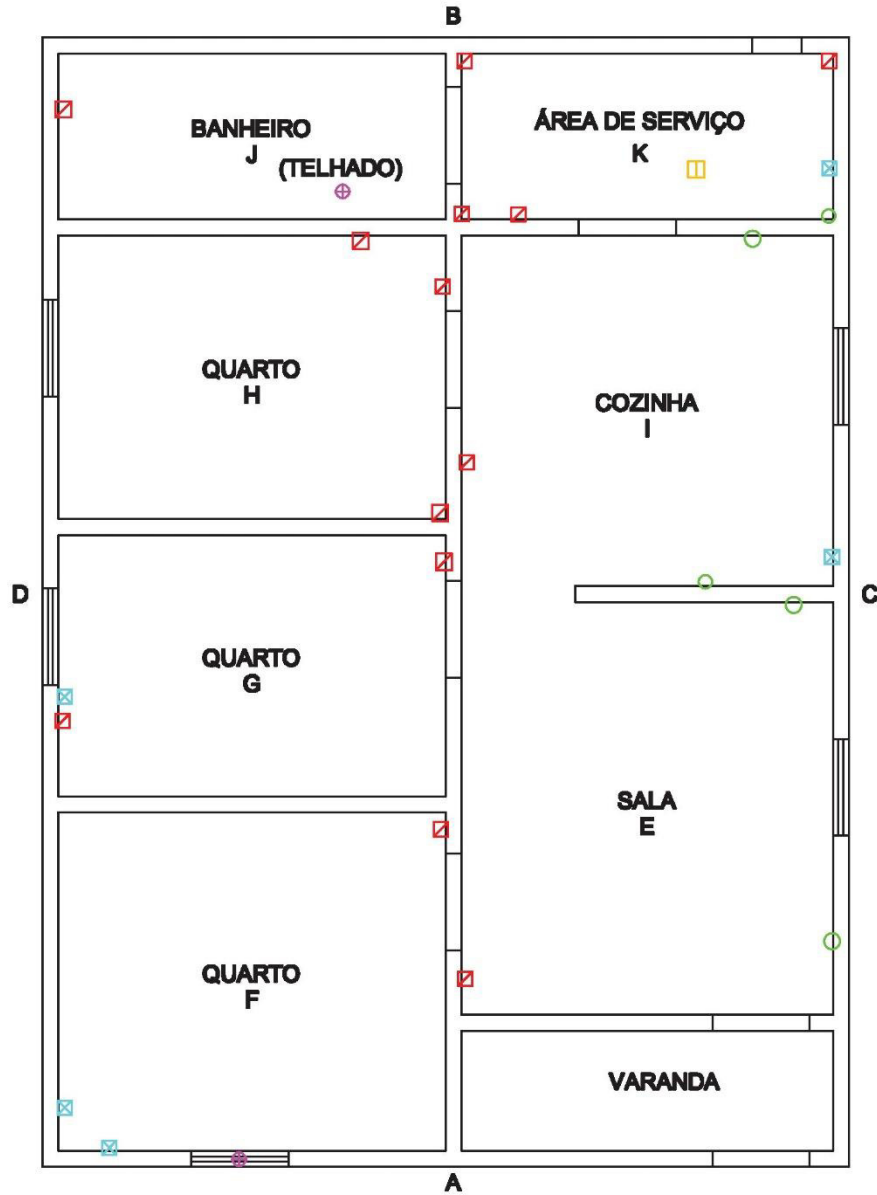 B
BANHEIRO
J
(TELHADO)
ÁREA DE SERVIÇO
K
QUARTO
H
COZINHA
I
D
C
QUARTO
G
SALA
E
QUARTO
F
VARANDA
A